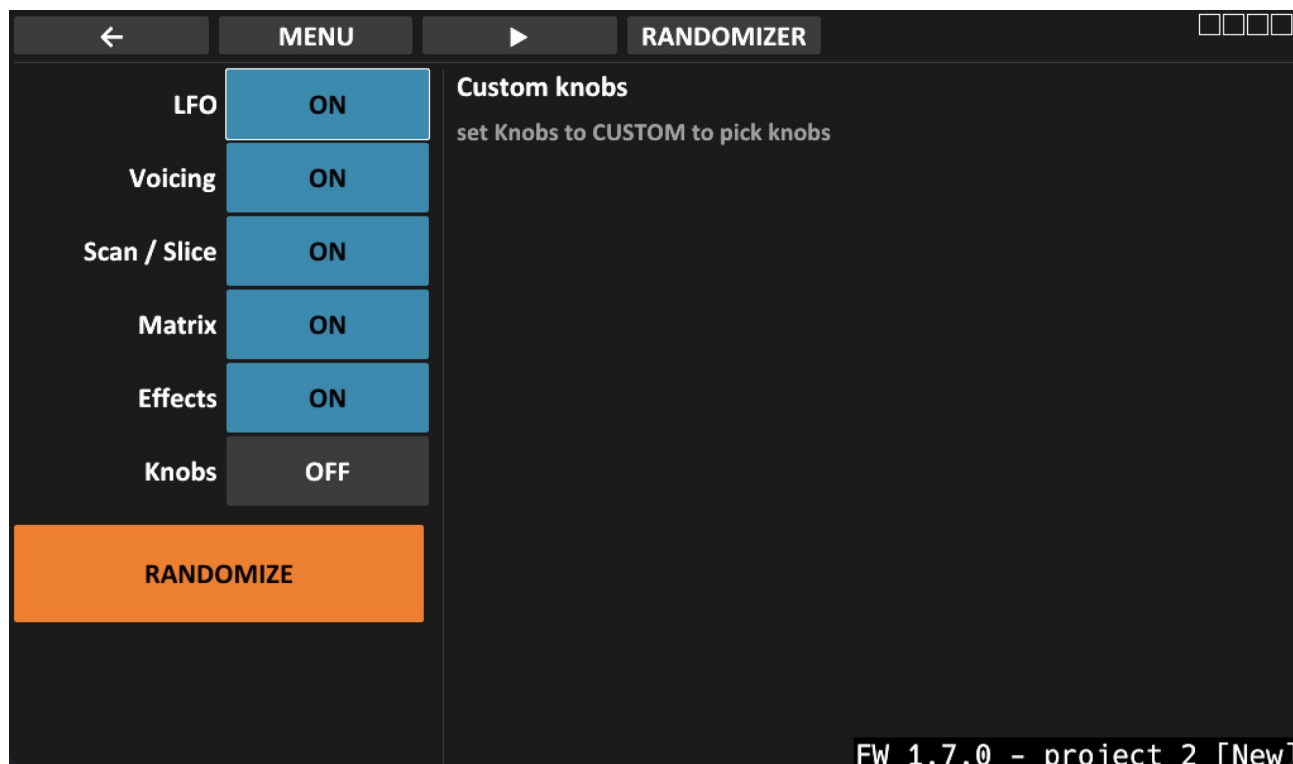 ← MENU ▶ RANDOMIZER
LFO ON
Voicing ON
Scan / Slice ON
Matrix ON
Effects ON
Knobs OFF
RANDOMIZE
Custom knobs
set Knobs to CUSTOM to pick knobs
FW 1.7.0 – project 2 [New]